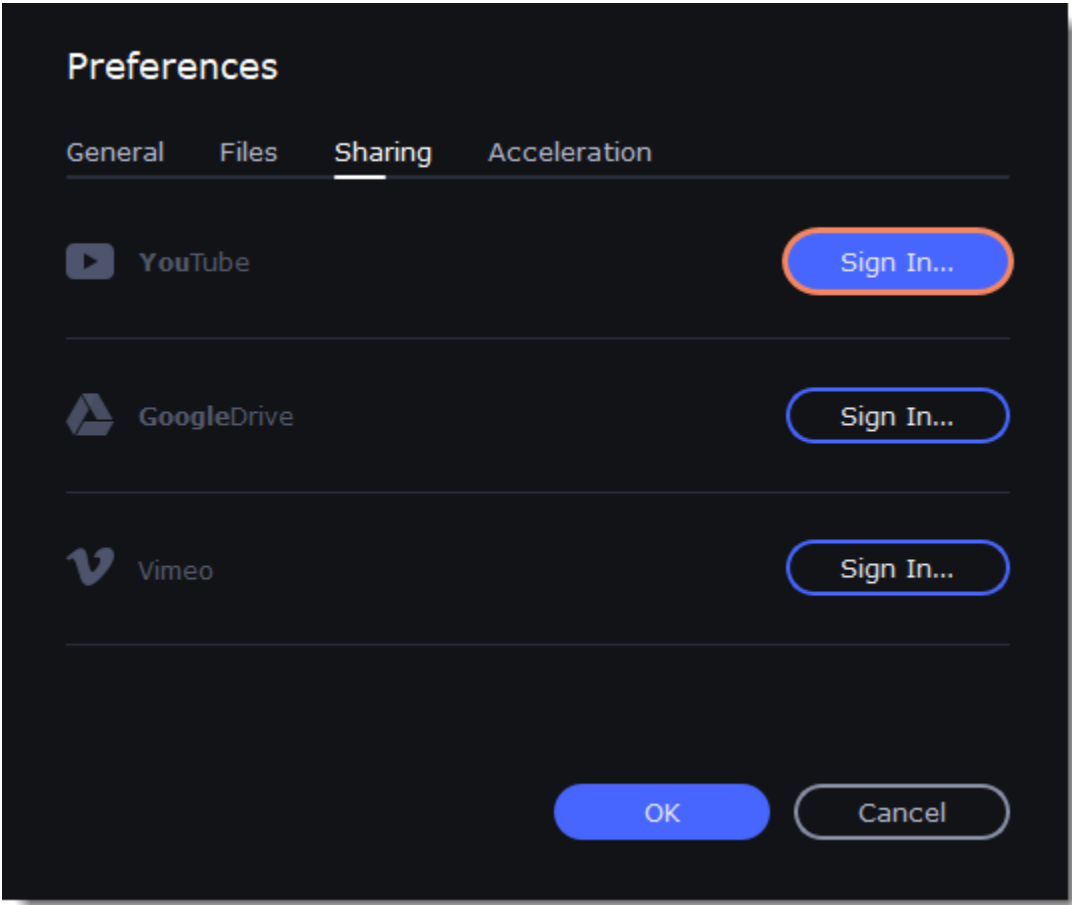 Preferences
General Files Sharing Acceleration
YouTube Sign In...
GoogleDrive Sign In...
Vimeo Sign In...
OK Cancel